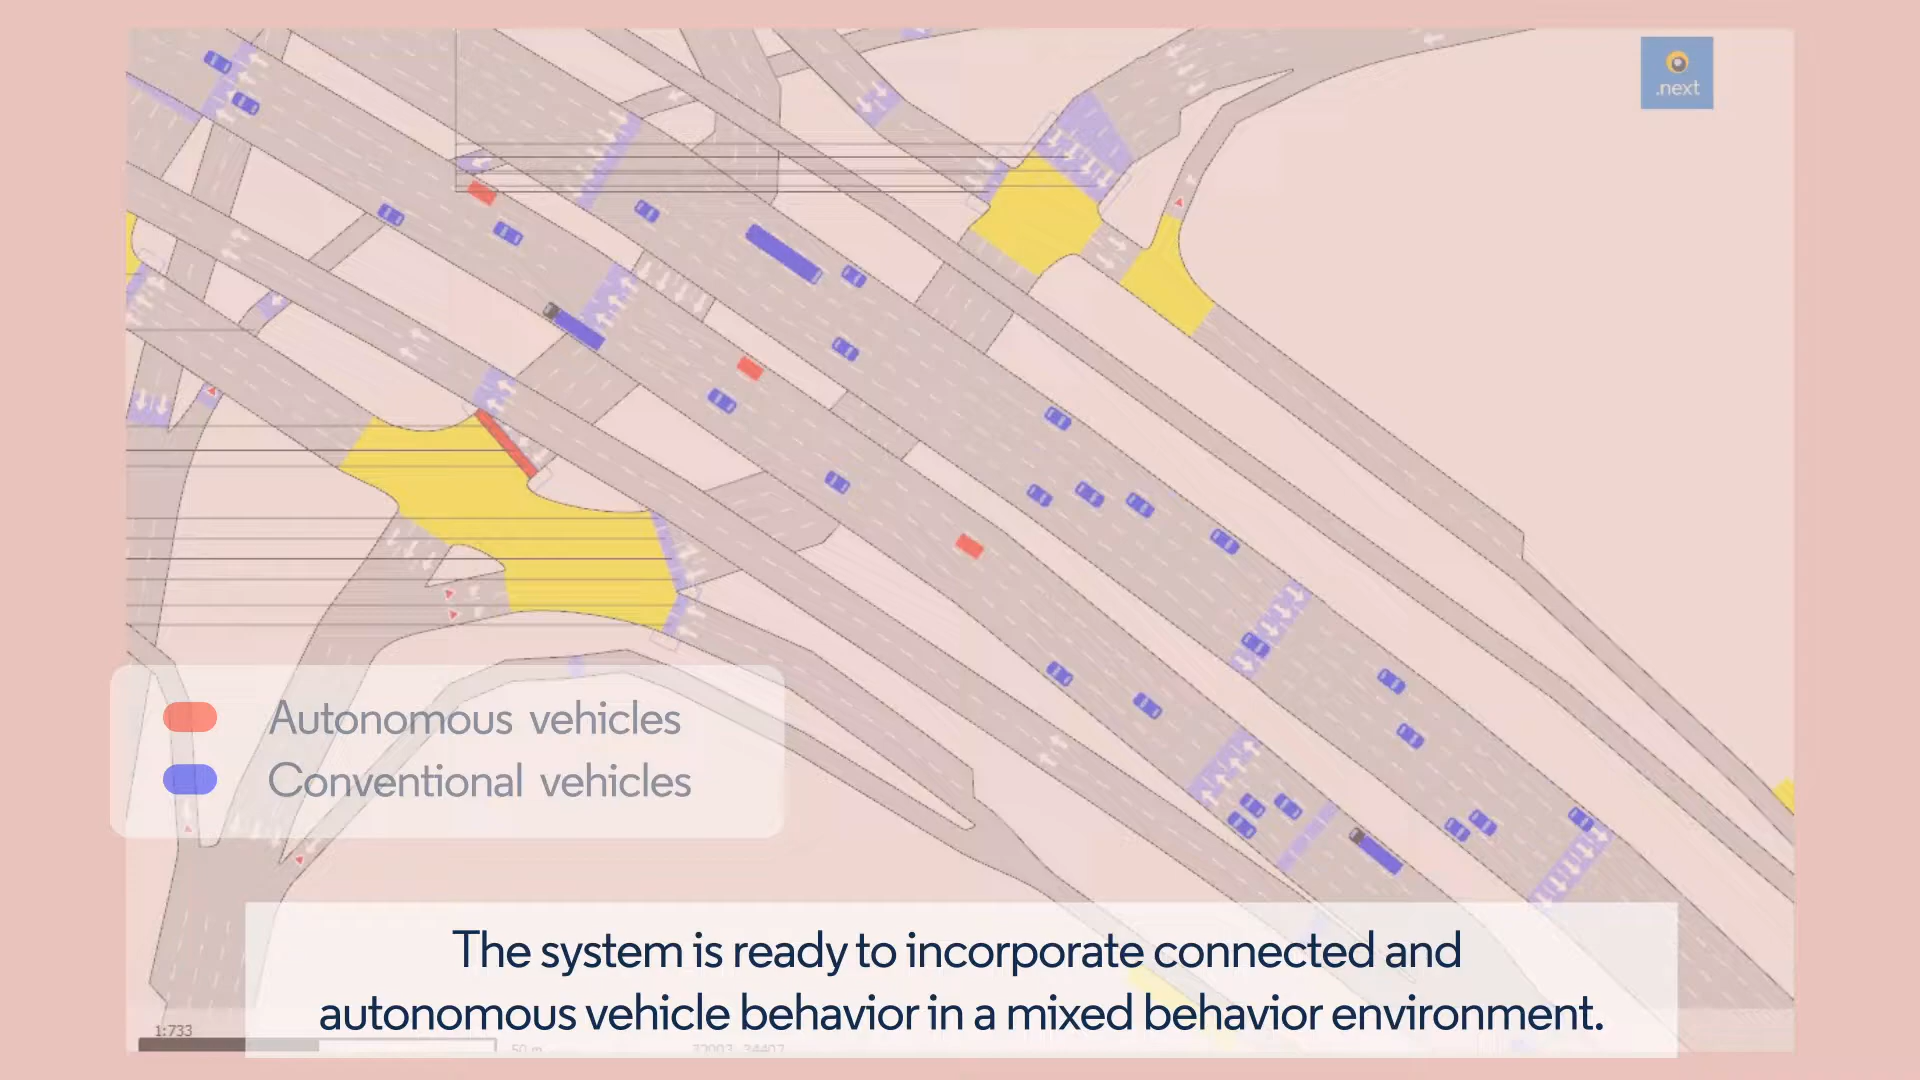 .next
Autonomous vehicles
Conventional vehicles
The system is ready to incorporate connected and
autonomous vehicle behavior in a mixed behavior environment.
1:733
50 m